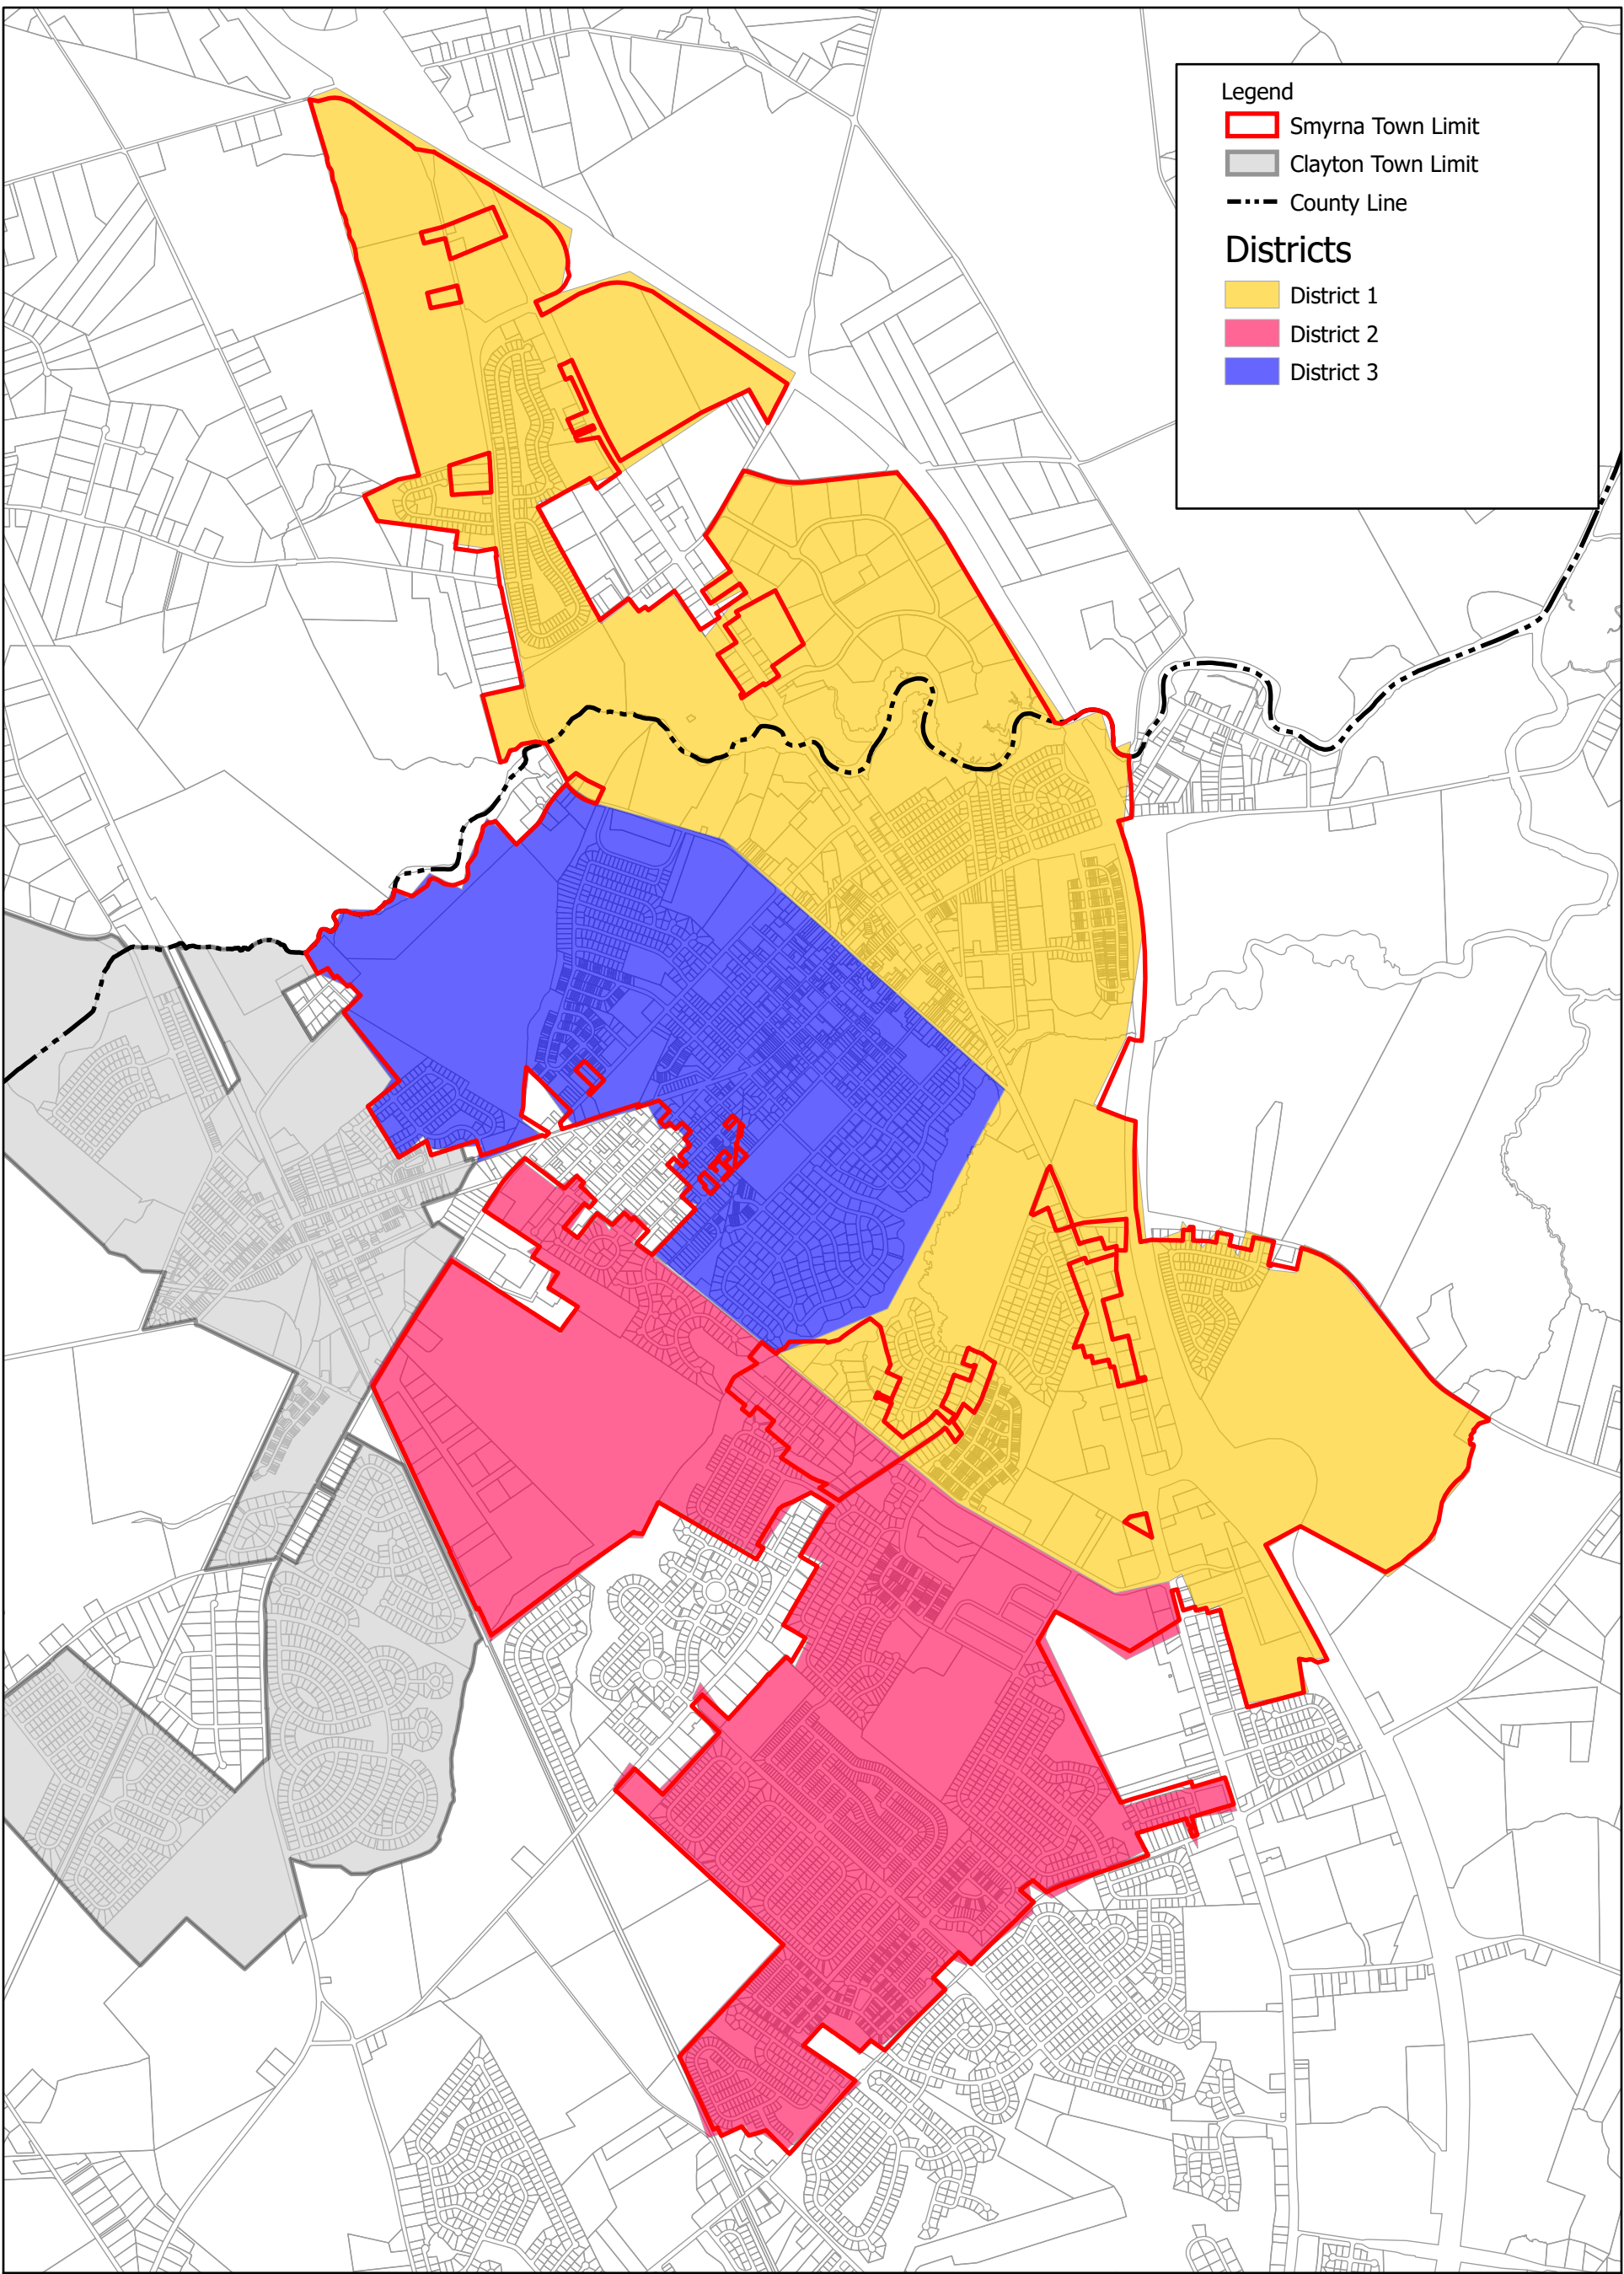 Legend
Smyrna Town Limit
Clayton Town Limit
County Line
Districts
District 1
District 2
District 3